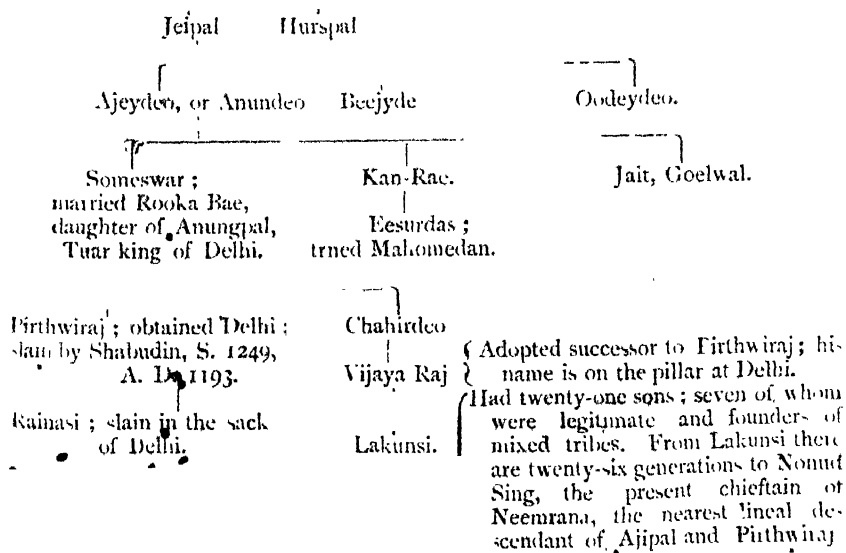 Jeipal Hurspal
Ajeydeo, or Anundeo Beejyde Oodeydeo.
Someswar ;
married Rooka Bae,
daughter of Anungpal,
Tuar king of Delhi.
Kan-Rae.
Eesurdas ;
trned Mahomedan.
Jait, Goelwal.
Pirthwiraj ; obtained Delhi ;
slain by Shabudin, S. 1249,
A. D. 1193.
Chahirdeo
Vijaya Raj
Adopted successor to Pirthwiraj ; his
name is on the pillar at Delhi.
Rainasi ; slain in the sack
of Delhi.
Lakunsi.
Had twenty-one sons ; seven of whom
were legitimate and founders of
mixed tribes. From Lakunsi there
are twenty-six generations to Nonud
Sing, the present chieftain of
Neemrana, the nearest lineal de-
scendant of Ajipal and Pirthwiraj